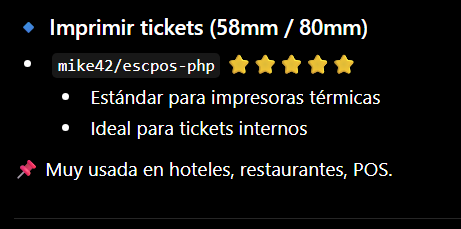 🔹 Imprimir tickets (58mm / 80mm)
• mike42/escpos-php ⭐⭐⭐⭐⭐
• Estándar para impresoras térmicas
• Ideal para tickets internos
📌 Muy usada en hoteles, restaurantes, POS.